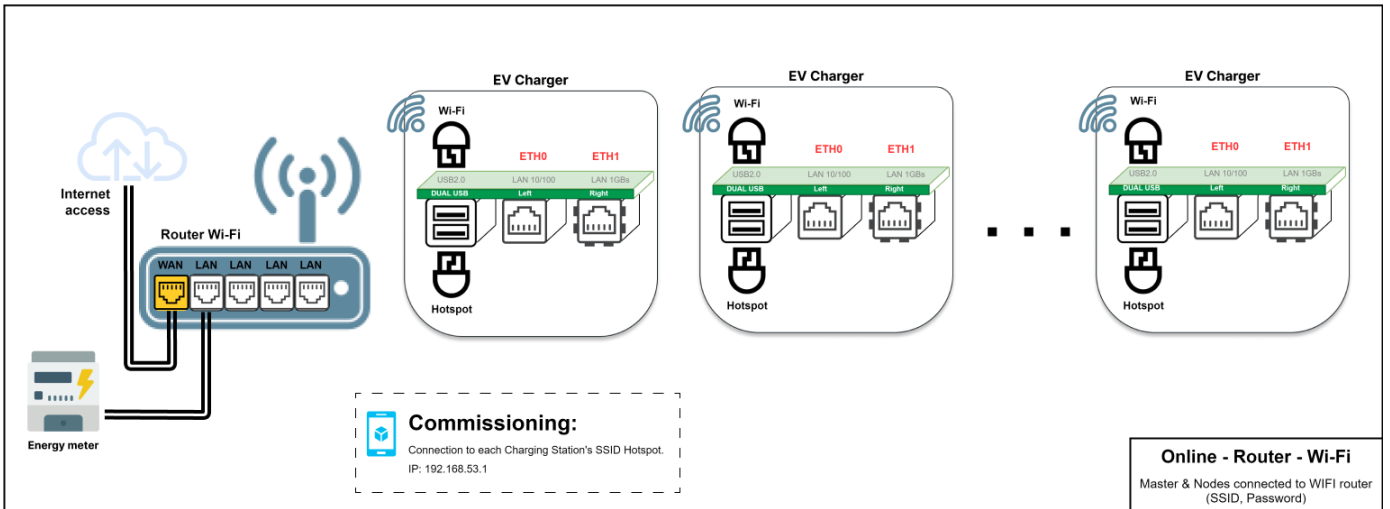 Internet
access
Router Wi-Fi
WAN LAN LAN LAN LAN
Energy meter
EV Charger
Wi-Fi
ETH0 ETH1
USB2.0 LAN 10/100 LAN 1GBs
DUAL USB Left Right
Hotspot
EV Charger
Wi-Fi
ETH0 ETH1
USB2.0 LAN 10/100 LAN 1GBs
DUAL USB Left Right
Hotspot
EV Charger
Wi-Fi
ETH0 ETH1
USB2.0 LAN 10/100 LAN 1GBs
DUAL USB Left Right
Hotspot
Commissoning:
Connection to each Charging Station's SSID Hotspot.
IP: 192.168.53.1
Online - Router - Wi-Fi
Master & Nodes connected to WIFI router
(SSID, Password)